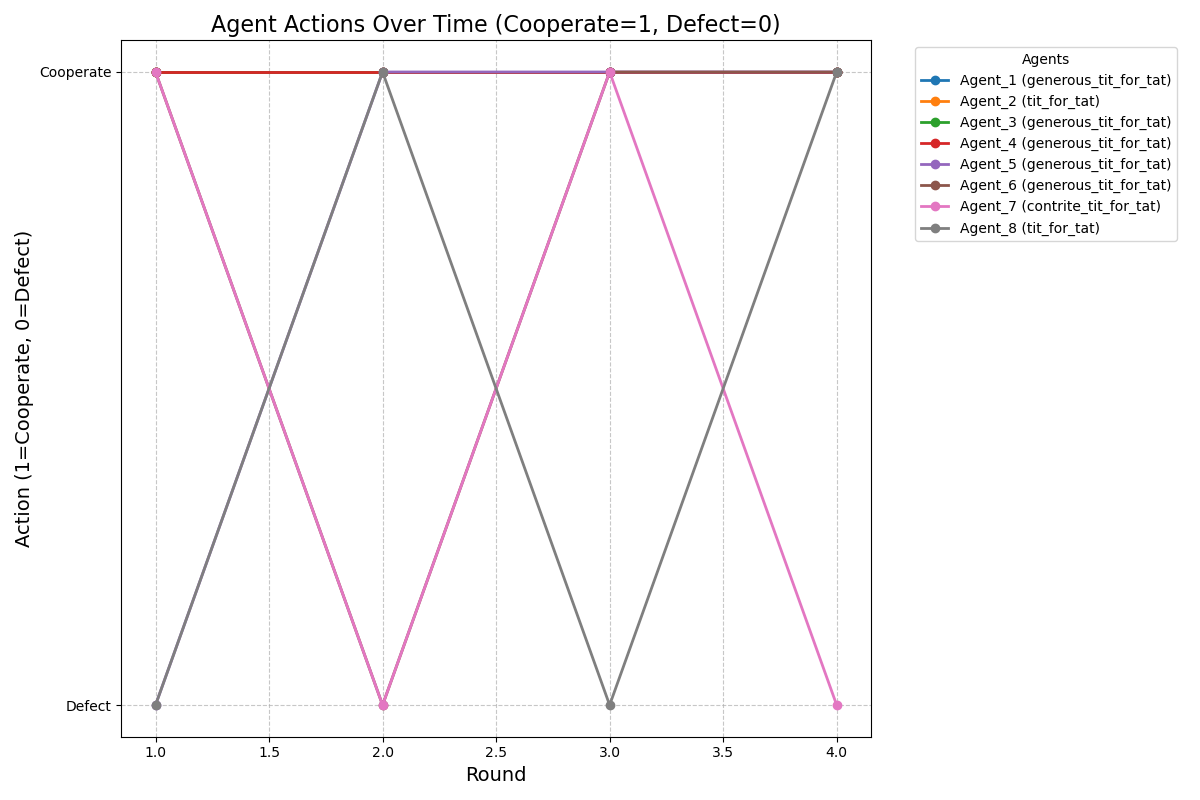 Agent Actions Over Time (Cooperate=1, Defect=0)
Action (1=Cooperate, 0=Defect)
Cooperate
Defect
1.0 1.5 2.0 2.5 3.0 3.5 4.0
Round
Agents
Agent_1 (generous_tit_for_tat)
Agent_2 (tit_for_tat)
Agent_3 (generous_tit_for_tat)
Agent_4 (generous_tit_for_tat)
Agent_5 (generous_tit_for_tat)
Agent_6 (generous_tit_for_tat)
Agent_7 (contrite_tit_for_tat)
Agent_8 (tit_for_tat)